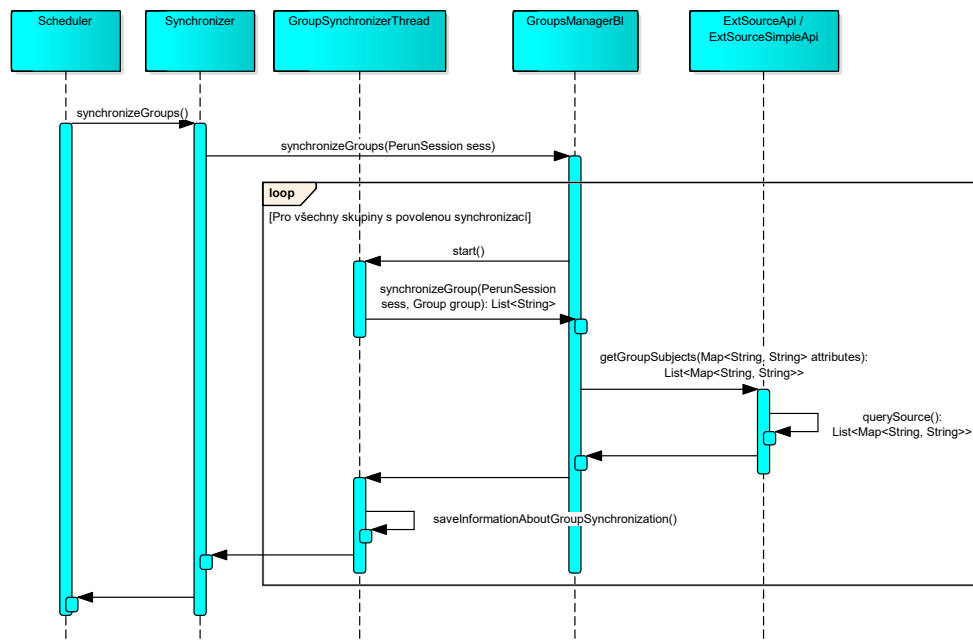 Scheduler
Synchronizer
GroupSynchronizerThread
GroupsManagerBl
ExtSourceApi /
ExtSourceSimpleApi
synchronizeGroups()
synchronizeGroups(PerunSession sess)
loop
[Pro všechny skupiny s povolenou synchronizací]
start()
synchronizeGroup(PerunSession
sess, Group group): List<String>
getGroupSubjects(Map<String, String> attributes):
List<Map<String, String>>
querySource():
List<Map<String, String>>
saveInformationAboutGroupSynchronization()